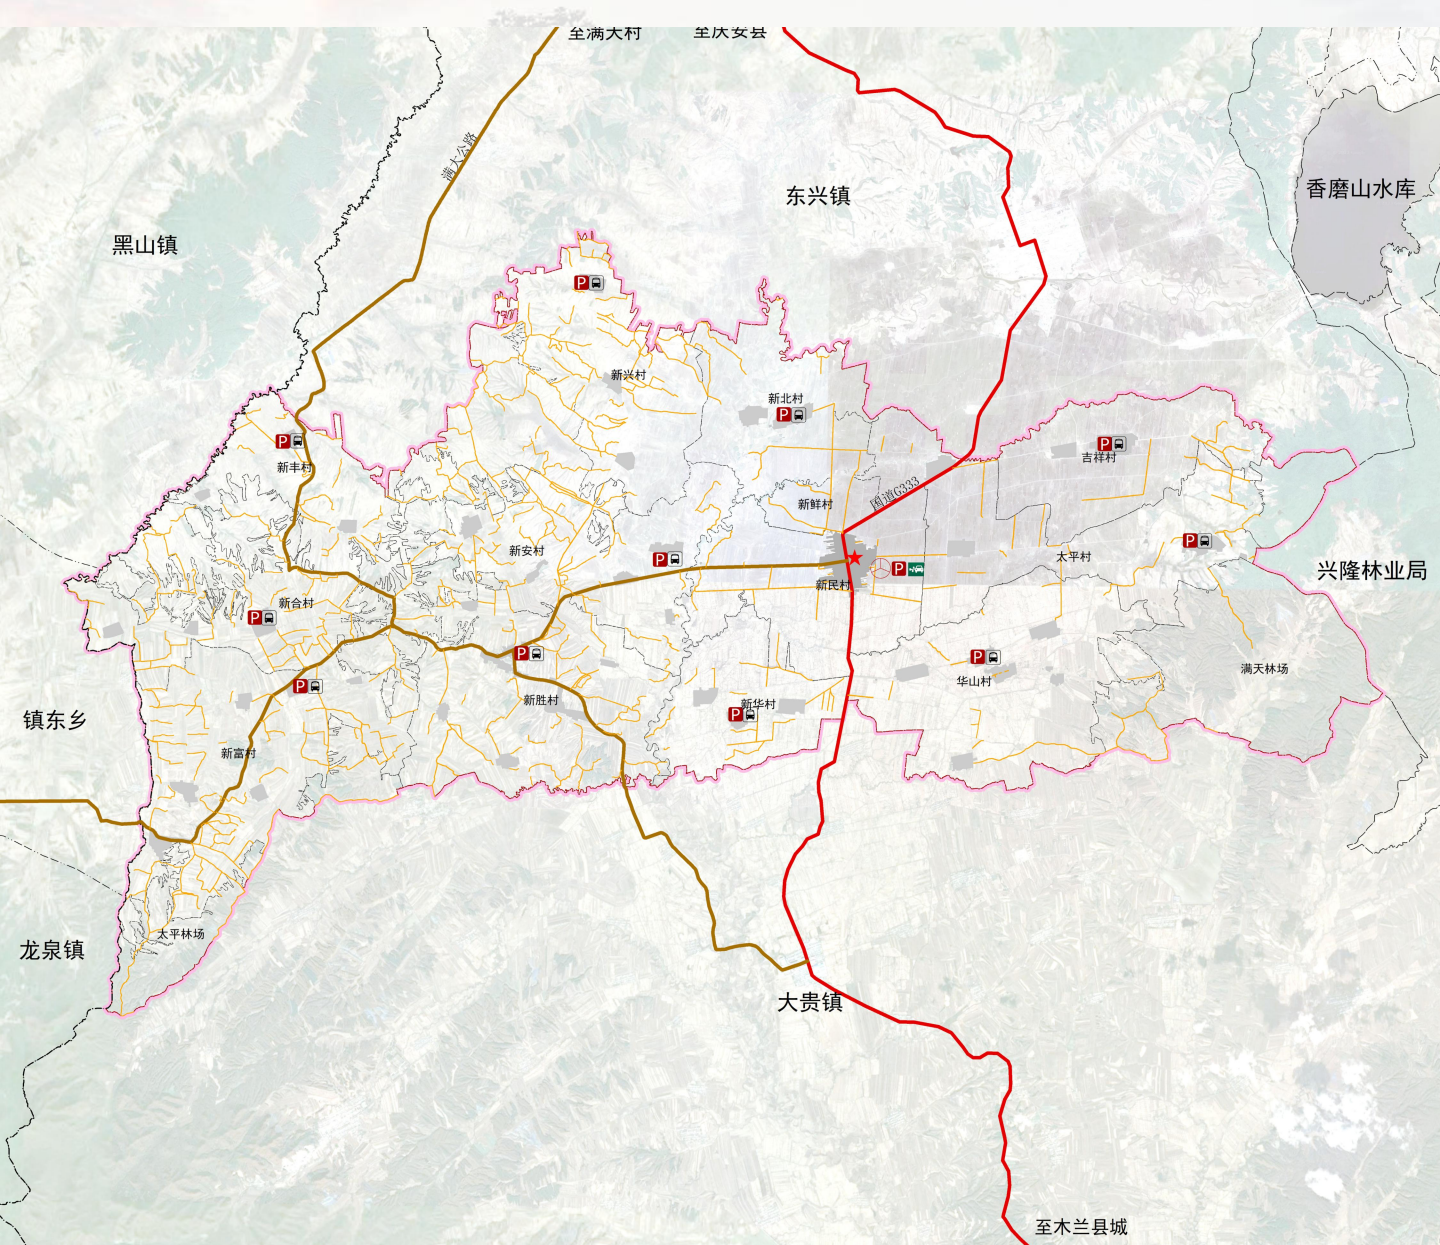 至满天村
至庆安县
满大公路
东兴镇
香磨山水库
黑山镇
P
新兴村
新北村
P
P
新丰村
P
吉祥村
国道G333
新鲜村
新安村
P
P
太平村
新民村
P
兴隆林业局
新合村
P
P
P
华山村
满天林场
P
新胜村
新华村
P
镇东乡
新富村
太平林场
龙泉镇
大贵镇
至木兰县城